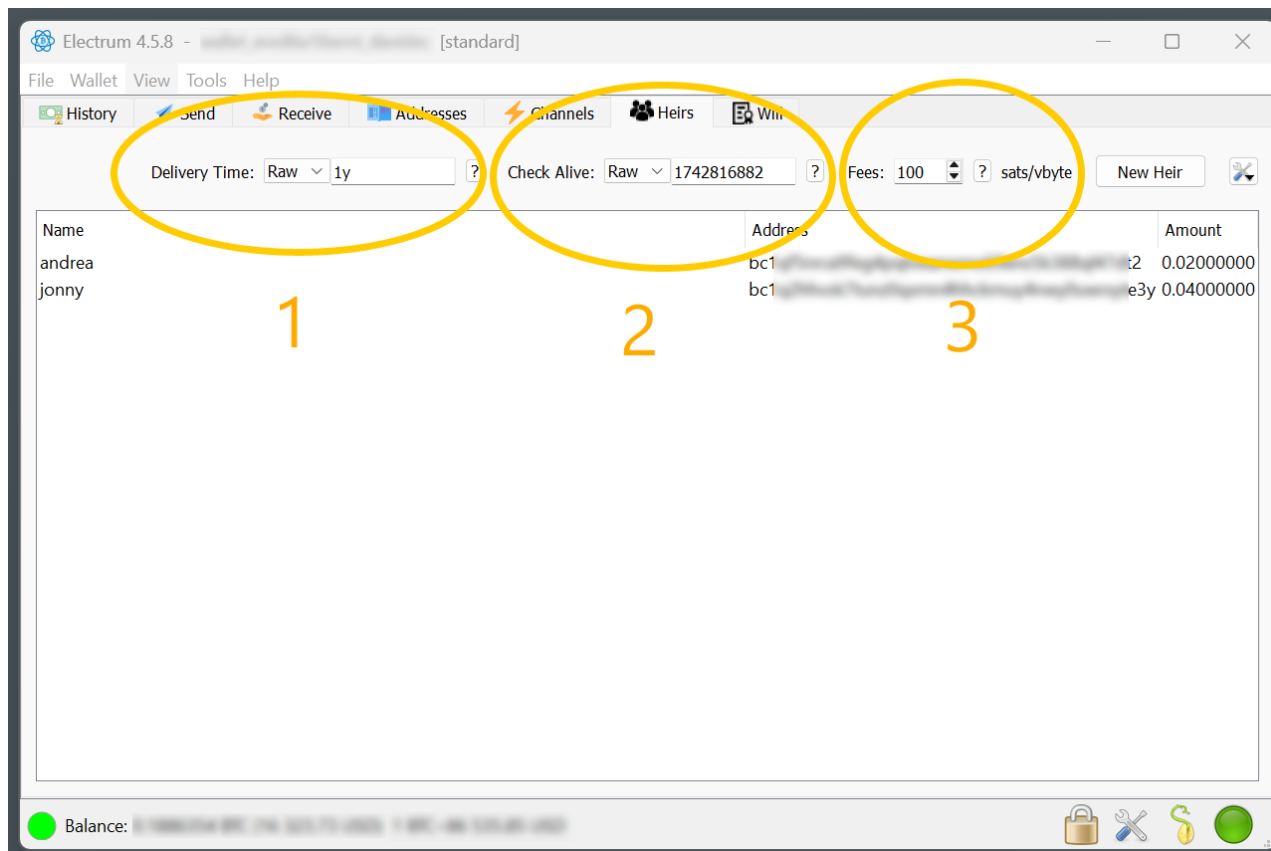 Electrum 4.5.8 - [standard]
File Wallet View Tools Help
History Send Receive Addresses Channels Heirs Will
Delivery Time: Raw 1y ? Check Alive: Raw 1742816882 ? Fees: 100 ? sats/vbyte New Heir
Name Address Amount
andrea bc1 t2 0.02000000
jonny bc1 e3y 0.04000000
1 2 3
Balance: